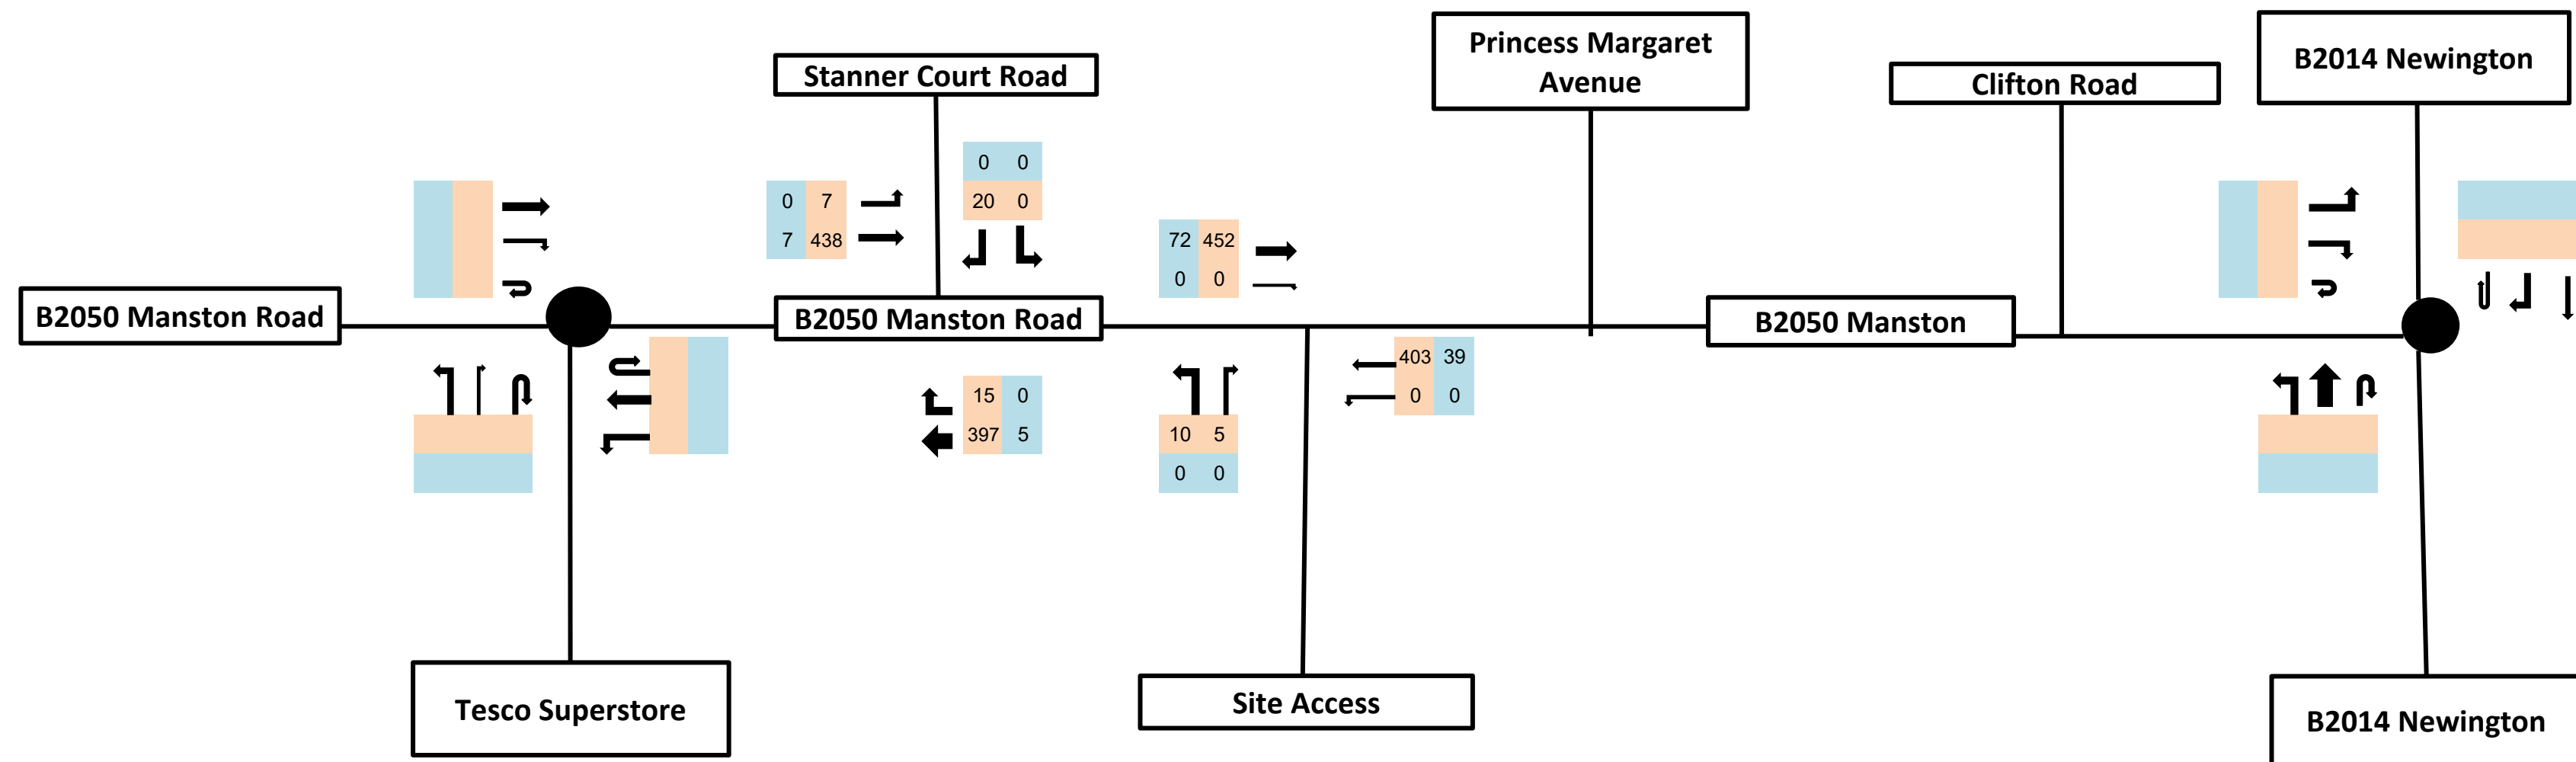 Princess Margaret
Avenue
B2014 Newington
Stanner Court Road
Clifton Road
0 0
20 0
0 7
7 438
72 452
0 0
B2050 Manston Road
B2050 Manston Road
B2050 Manston
403 39
0 0
15 0
397 5
10 5
0 0
Tesco Superstore
Site Access
B2014 Newington